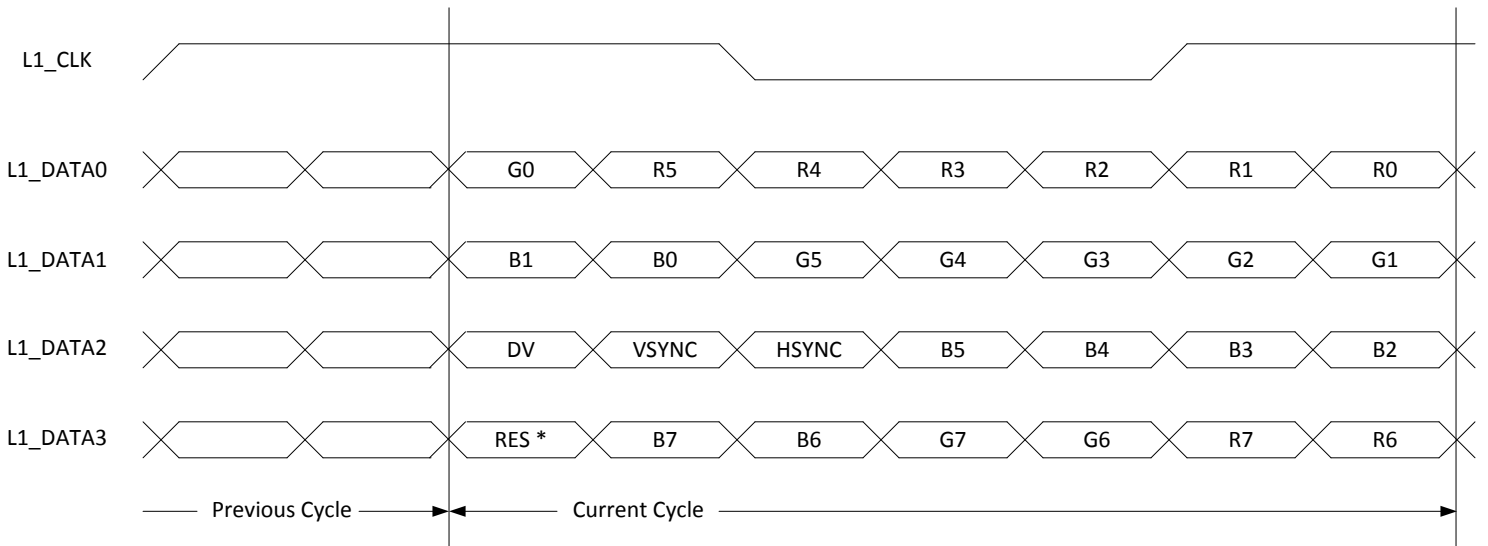 L1_CLK
L1_DATA0 G0 R5 R4 R3 R2 R1 R0
L1_DATA1 B1 B0 G5 G4 G3 G2 G1
L1_DATA2 DV VSYNC HSYNC B5 B4 B3 B2
L1_DATA3 RES * B7 B6 G7 G6 R7 R6
Previous Cycle Current Cycle